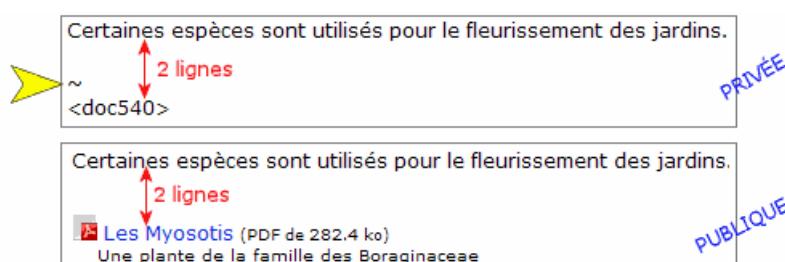 Certaines espèces sont utilisés pour le fleurissement des jardins.
2 lignes
~
<doc540>
PRIVÉE
Certaines espèces sont utilisés pour le fleurissement des jardins.
2 lignes
Les Myosotis (PDF de 282.4 ko)
Une plante de la famille des Boraginaceae
PUBLIQUE